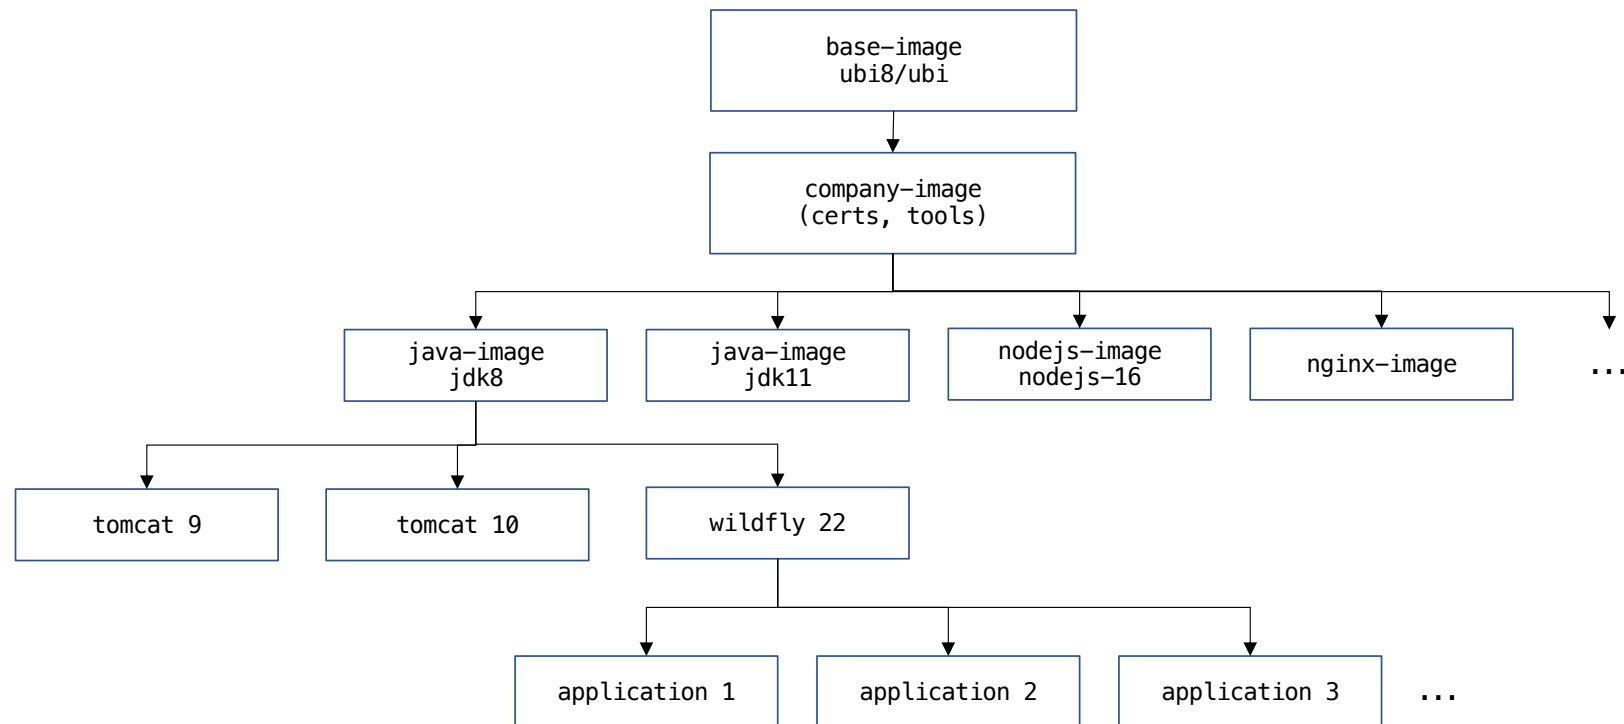 base-image
ubi8/ubi
company-image
(certs, tools)
java-image
jdk8
java-image
jdk11
nodejs-image
nodejs-16
nginx-image
...
tomcat 9
tomcat 10
wildfly 22
application 1
application 2
application 3
...